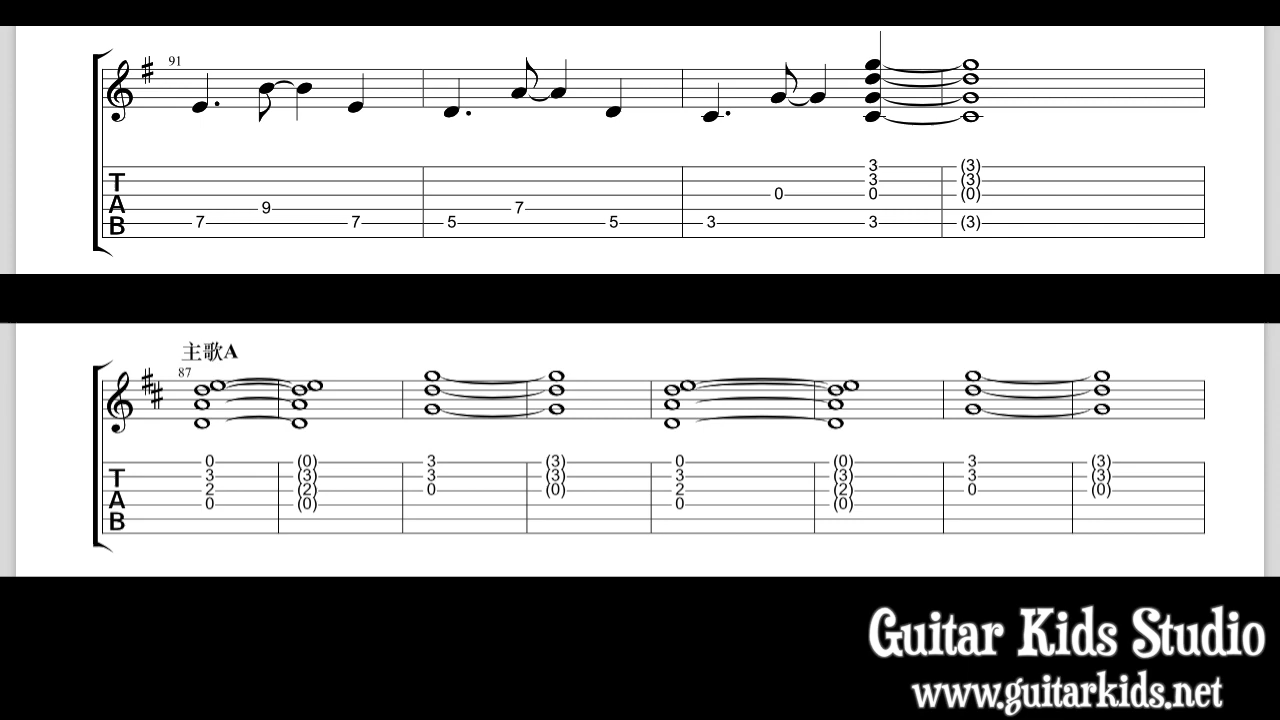 91
T
A
B
7 9 7 5 7 5 3 0 3 3 0 3 (3) (3) (0) (3)
主歌A
87
T
A
B
0 (0) 3 (3) 0 (0) 3 (3)
3 (3) 3 (3) 3 (3) 3 (3)
2 (2) 0 (0) 2 (2) 0 (0)
0 (0) 0 (0)
Guitar Kids Studio
www.guitarkids.net